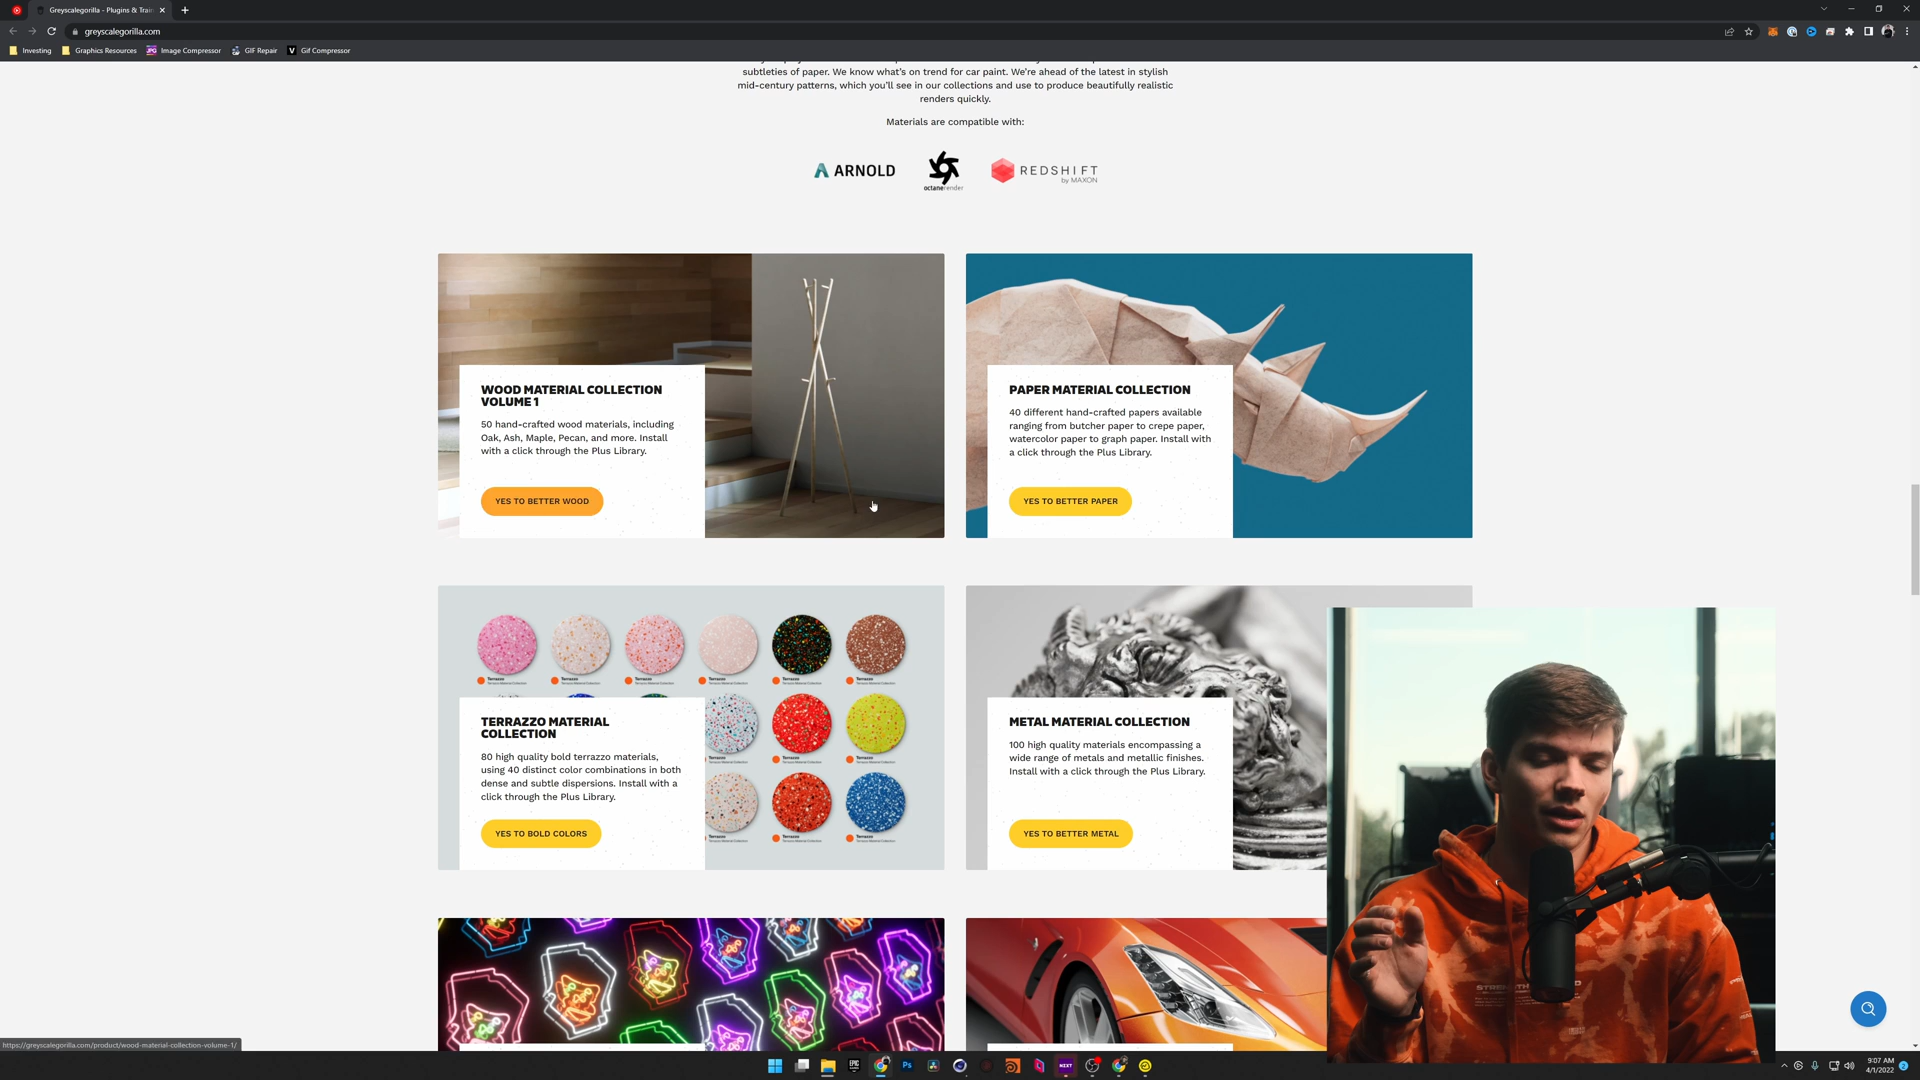 Greyscalegorilla - Plugins & Trai
greyscalegorilla.com
Investing
Graphics Resources
Image Compressor
GIF Repair
Gif Compressor
subtleties of paper. We know what's on trend for car paint. We're ahead of the latest in stylish
mid-century patterns, which you'll see in our collections and use to produce beautifully realistic
renders quickly.
Materials are compatible with:
ARNOLD
octanerender
REDSHIFT
by MAXON
WOOD MATERIAL COLLECTION
VOLUME 1
50 hand-crafted wood materials, including
Oak, Ash, Maple, Pecan, and more. Install
with a click through the Plus Library.
YES TO BETTER WOOD
PAPER MATERIAL COLLECTION
40 different hand-crafted papers available
ranging from butcher paper to crepe paper,
watercolor paper to graph paper. Install with
a click through the Plus Library.
YES TO BETTER PAPER
TERRAZZO MATERIAL
COLLECTION
80 high quality bold terrazzo materials,
using 40 distinct color combinations in both
dense and subtle dispersions. Install with a
click through the Plus Library.
YES TO BOLD COLORS
METAL MATERIAL COLLECTION
100 high quality materials encompassing a
wide range of metals and metallic finishes.
Install with a click through the Plus Library.
YES TO BETTER METAL
https://greyscalegorilla.com/product/wood-material-collection-volume-1/
9:07 AM
4/1/2022